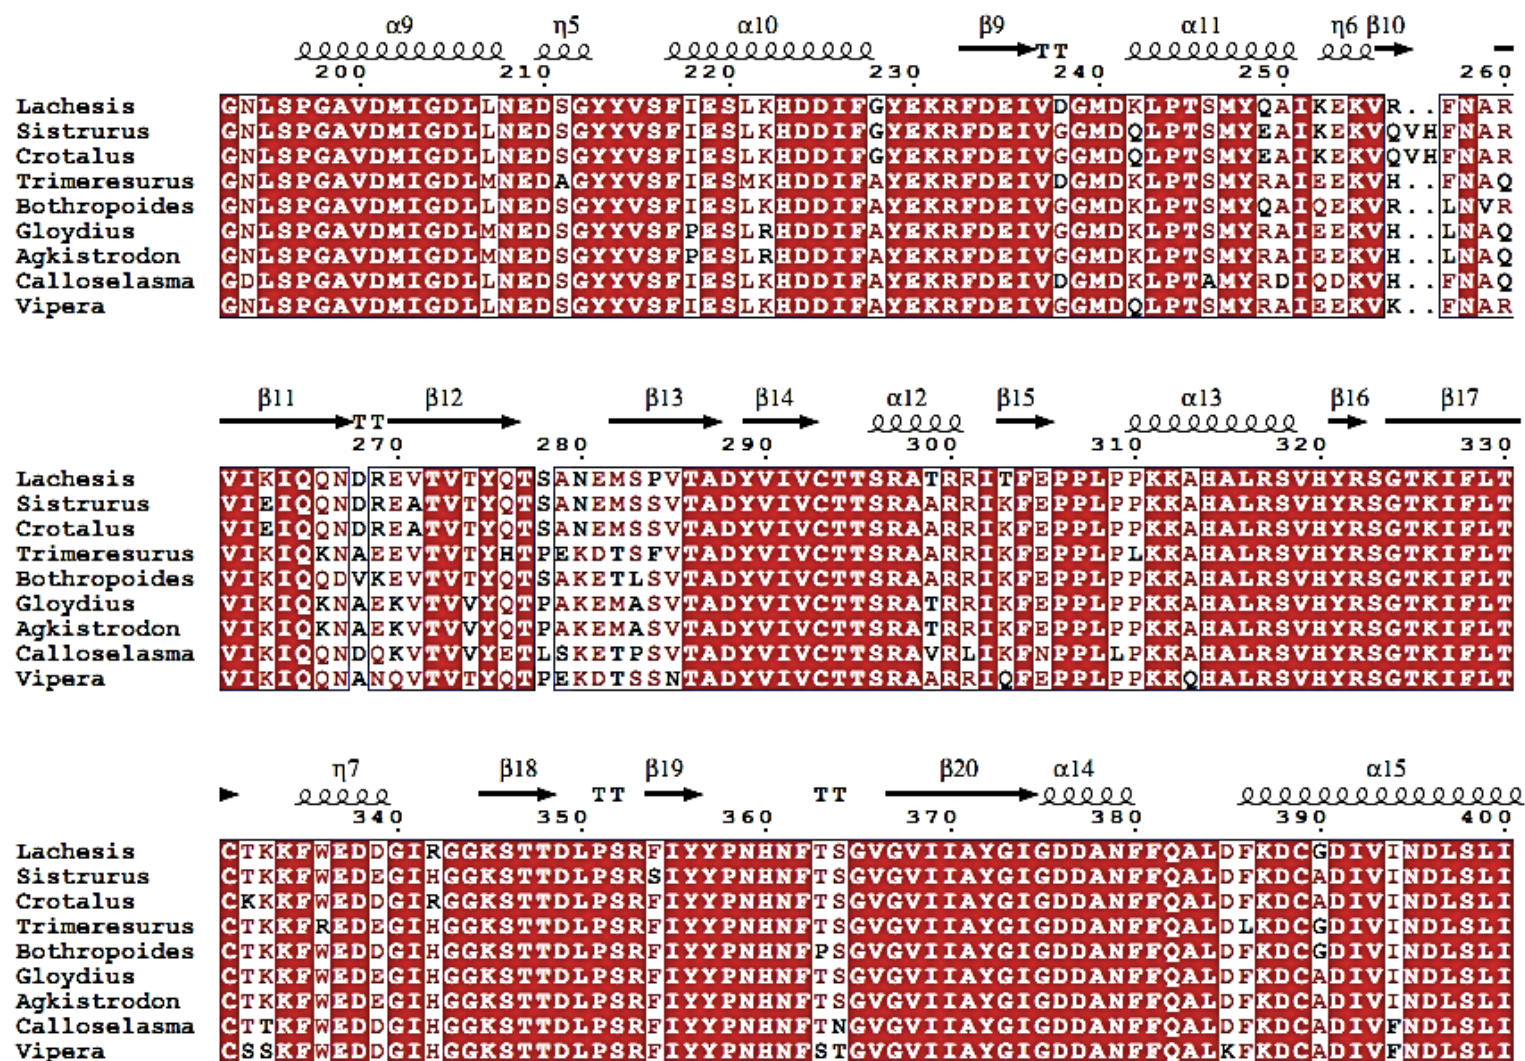 α9 η5 α10 β9 TT α11 η6 β10
200 210 220 230 240 250 260
Lachesis GNLSPGAVDMIGDLLNEDSGYYVSFIESLKHDDIFGYEKRFDEIVDGMDKLPTSMYQAIKEKVR..FNAR
Sistrurus GNLSPGAVDMIGDLLNEDSGYYVSFIESLKHDDIFGYEKRFDEIVGGMDQLPTSMYEAIKEKVQVHFNAR
Crotalus GNLSPGAVDMIGDLLNEDSGYYVSFIESLKHDDIFGYEKRFDEIVGGMDQLPTSMYEAIKEKVQVHFNAR
Trimeresurus GNLSPGAVDMIGDLMNEDAGYYVSFIESMKHDDIFAYEKRFDEIVDGMDKLPTSMYRAIEEKVH..FNAQ
Bothropoides GNLSPGAVDMIGDLLNEDSGYYVSFIESLKHDDIFAYEKRFDEIVGGMDKLPTSMYQAIQEKVR..LNVR
Gloydius GNLSPGAVDMIGDLMNEDSGYYVSFPESLRHDDIFAYEKRFDEIVGGMDKLPTSMYRAIEEKVH..LNAQ
Agkistrodon GNLSPGAVDMIGDLMNEDSGYYVSFPESLRHDDIFAYEKRFDEIVGGMDKLPTSMYRAIEEKVH..LNAQ
Calloselasma GDLSPGAVDMIGDLLNEDSGYYVSFIESLKHDDIFAYEKRFDEIVDGMDKLPTAMYRDIQDKVH..FNAQ
Vipera GNLSPGAVDMIGDLLNEDSGYYVSFIESLKHDDIFAYEKRFDEIVGGMDQLPTSMYRAIEEKVK..FNAR
β11 TT β12 β13 β14 α12 β15 α13 β16 β17
270 280 290 300 310 320 330
Lachesis VIKIQQNDREVTVTYQTSANEMSPVTADYVIVCTTSRATRRITFEPPLPPKKAHALRSVHYRSGTKIFLT
Sistrurus VIEIQQNDREATVTYQTSANEMSSVTADYVIVCTTSRAARRIKFEPPLPPKKAHALRSVHYRSGTKIFLT
Crotalus VIEIQQNDREATVTYQTSANEMSSVTADYVIVCTTSRAARRIKFEPPLPPKKAHALRSVHYRSGTKIFLT
Trimeresurus VIKIQKNAEEVTVTYHTPEKDTSFVTADYVIVCTTSRAARRIKFEPPLPLKKAHALRSVHYRSGTKIFLT
Bothropoides VIKIQQDVKEVTVTYQTSAKETLSVTADYVIVCTTSRAARRIKFEPPLPPKKAHALRSVHYRSGTKIFLT
Gloydius VIKIQKNAEKVTVVYQTPAKEMASVTADYVIVCTTSRATRRIKFEPPLPPKKAHALRSVHYRSGTKIFLT
Agkistrodon VIKIQKNAEKVTVVYQTPAKEMASVTADYVIVCTTSRATRRIKFEPPLPPKKAHALRSVHYRSGTKIFLT
Calloselasma VIKIQQNDQKVTVVYETLSKETPSVTADYVIVCTTSRAVRLIKFNPPLLPKKAHALRSVHYRSGTKIFLT
Vipera VIKIQQNANQVTVTYQTPEKDTSSNTADYVIVCTTSRAARRIQFEPPLPPKKQHALRSVHYRSGTKIFLT
η7 β18 TT β19 TT β20 α14 α15
340 350 360 370 380 390 400
Lachesis CTKKFWEDDGIRGGKSTTDLPSRFIYYPNHNFTSGVGVIIAYGIGDDANFFQALDFKDCGDIVINDLSLI
Sistrurus CTKKFWEDEGIHGGKSTTDLPSRSIYYPNHNFTSGVGVIIAYGIGDDANFFQALDFKDCADIVINDLSLI
Crotalus CKKKFWEDDGIRGGKSTTDLPSRFIYYPNHNFTSGVGVIIAYGIGDDANFFQALDFKDCADIVINDLSLI
Trimeresurus CTKKFREDEGIHGGKSTTDLPSRFIYYPNHNFTSGVGVIIAYGIGDDANFFQALDLKDCGDIVINDLSLI
Bothropoides CTKKFWEDDGIHGGKSTTDLPSRFIYYPNHNFPSGVGVIIAYGIGDDANFFQALDFKDCGDIVINDLSLI
Gloydius CTKKFWEDEGIHGGKSTTDLPSRFIYYPNHNFTSGVGVIIAYGIGDDANFFQALDFKDCADIVINDLSLI
Agkistrodon CTKKFWEDEGIHGGKSTTDLPSRFIYYPNHNFTSGVGVIIAYGIGDDANFFQALDFKDCADIVINDLSLI
Calloselasma CTTKFWEDDGIHGGKSTTDLPSRFIYYPNHNFTNGVGVIIAYGIGDDANFFQALDFKDCADIVFNDLSLI
Vipera CSSKFWEDDGIHGGKSTTDLPSRFIYYPNHNFSTGVGVIIAYGIGDDANFFQALKFKDCADIVFNDLSLI